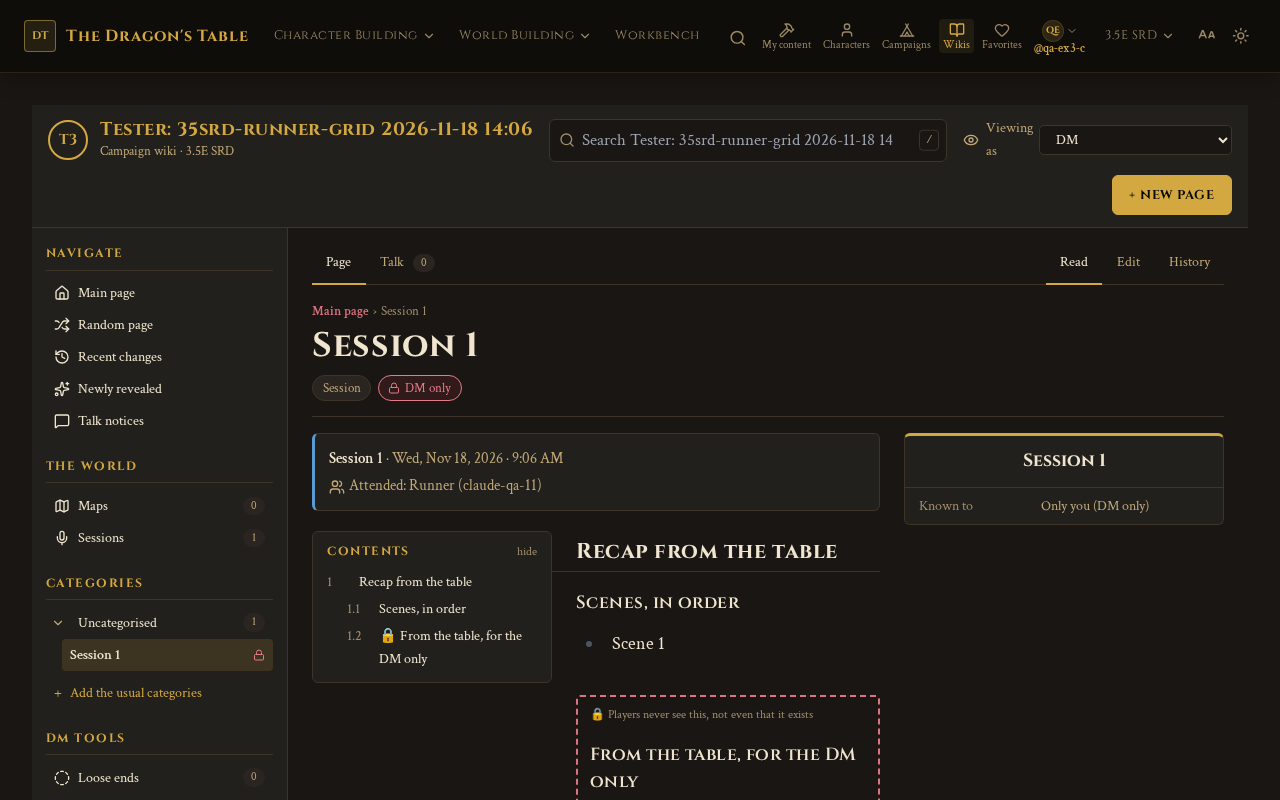 DT The Dragon's Table Character Building World Building Workbench My content Characters Campaigns Wikis Favorites QE @qa-ex3-c 3.5E SRD AA
T3 Tester: 35srd-runner-grid 2026-11-18 14:06
Campaign wiki · 3.5E SRD
Search Tester: 35srd-runner-grid 2026-11-18 14 /
Viewing as DM
+ New Page
Navigate
Main page
Random page
Recent changes
Newly revealed
Talk notices
The World
Maps 0
Sessions 1
Categories
Uncategorised 1
Session 1
+ Add the usual categories
DM Tools
Loose ends 0
Page Talk 0 Read Edit History
Main page › Session 1
Session 1
Session DM only
Session 1 · Wed, Nov 18, 2026 · 9:06 AM
Attended: Runner (claude-qa-11)
Contents hide
1 Recap from the table
1.1 Scenes, in order
1.2 🔒 From the table, for the
DM only
Recap from the table
Scenes, in order
Scene 1
🔒 Players never see this, not even that it exists
From the table, for the DM
only
Session 1
Known to Only you (DM only)